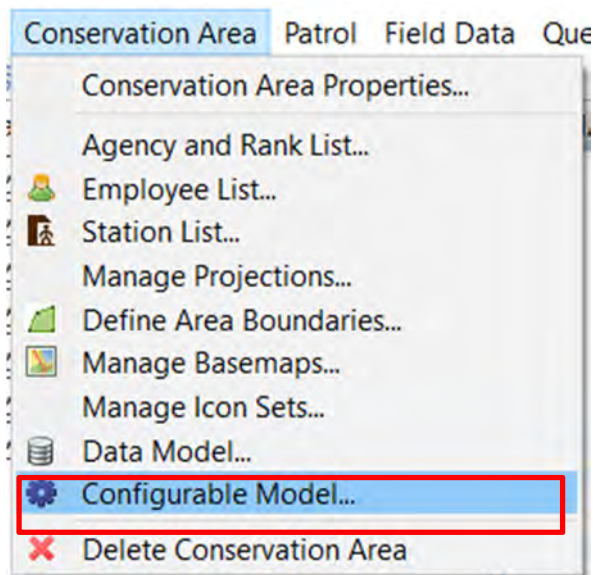 Conservation Area Patrol Field Data
Conservation Area Properties...
Agency and Rank List...
Employee List...
Station List...
Manage Projections...
Define Area Boundaries...
Manage Basemaps...
Manage Icon Sets...
Data Model...
Configurable Model...
Delete Conservation Area